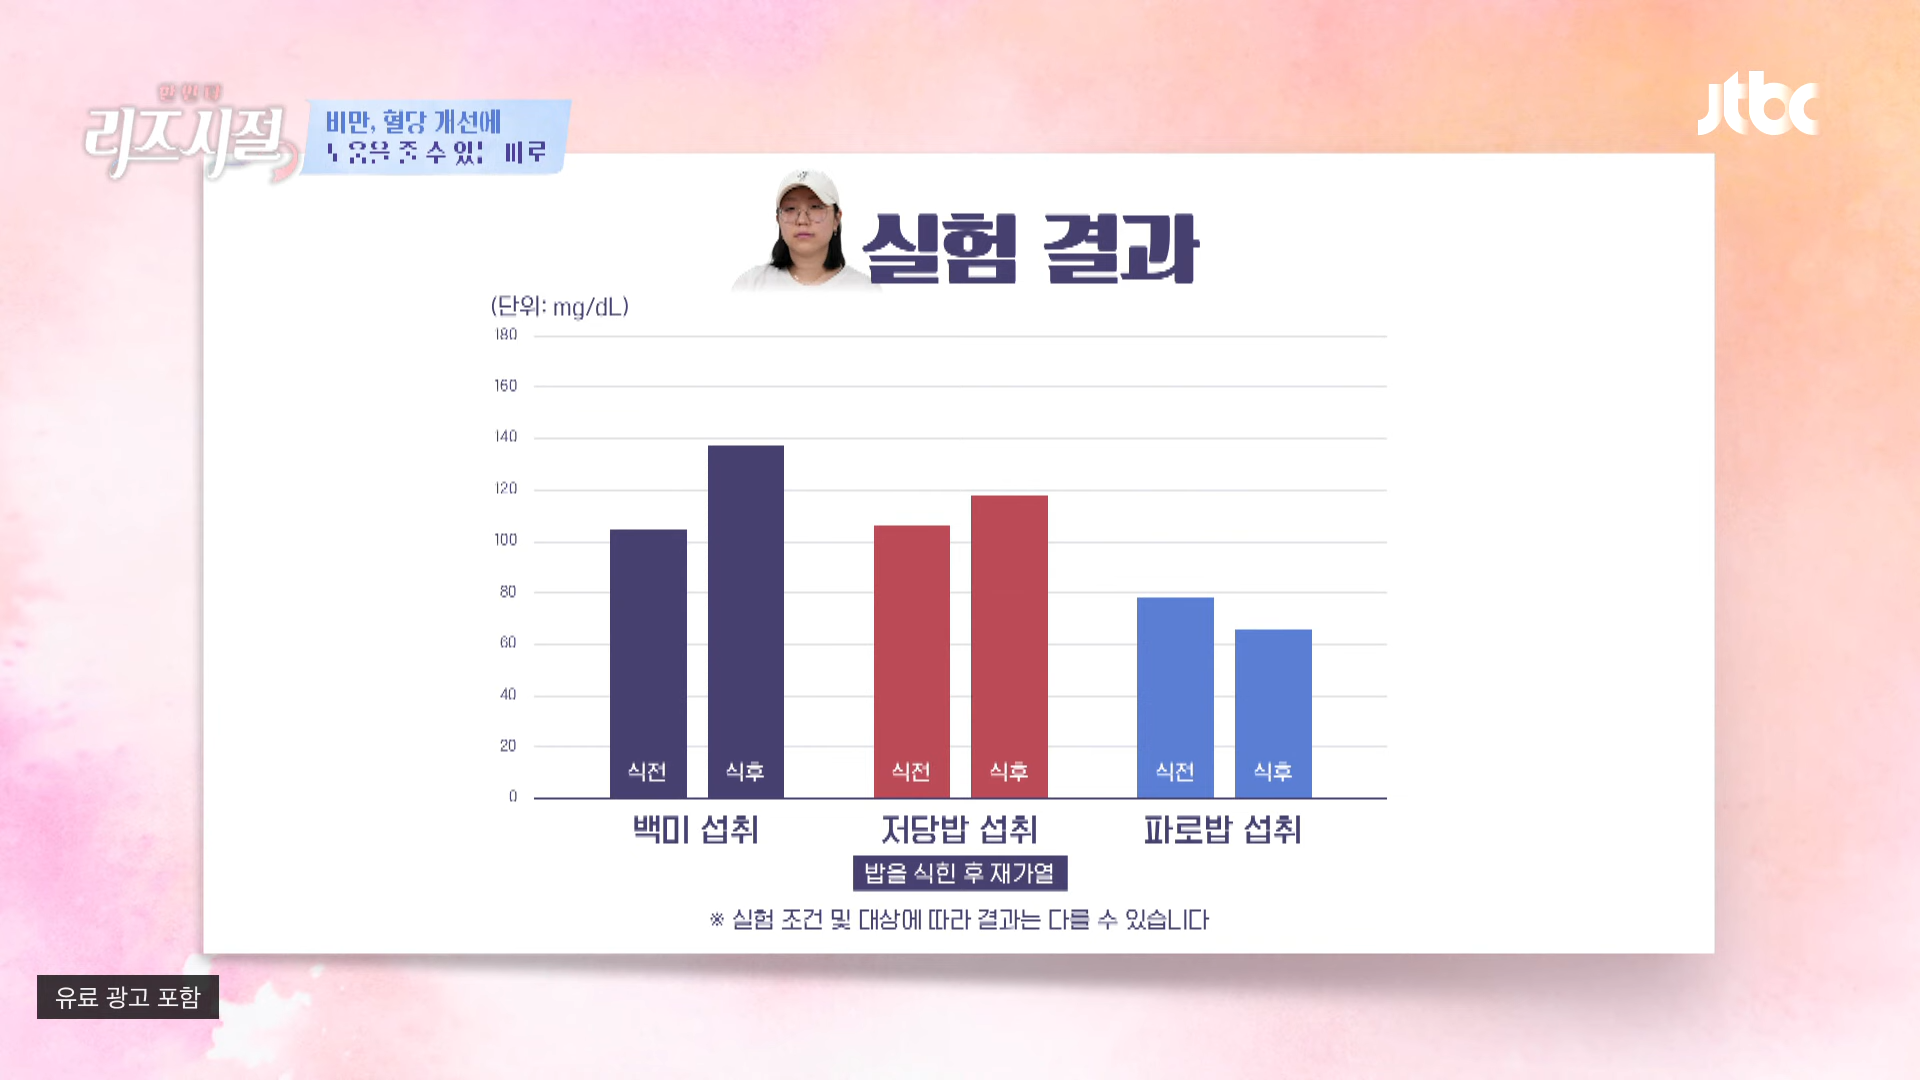 jtbc
리즈시절
비만, 혈당 개선에
수 있
실험 결과
(단위: mg/dL)
180
160
140
120
100
80
60
40
20
0
식전 식후 식전 식후 식전 식후
백미 섭취 저당밥 섭취 파로밥 섭취
밥을 식힌 후 재가열
※ 실험 조건 및 대상에 따라 결과는 다를 수 있습니다
유료 광고 포함